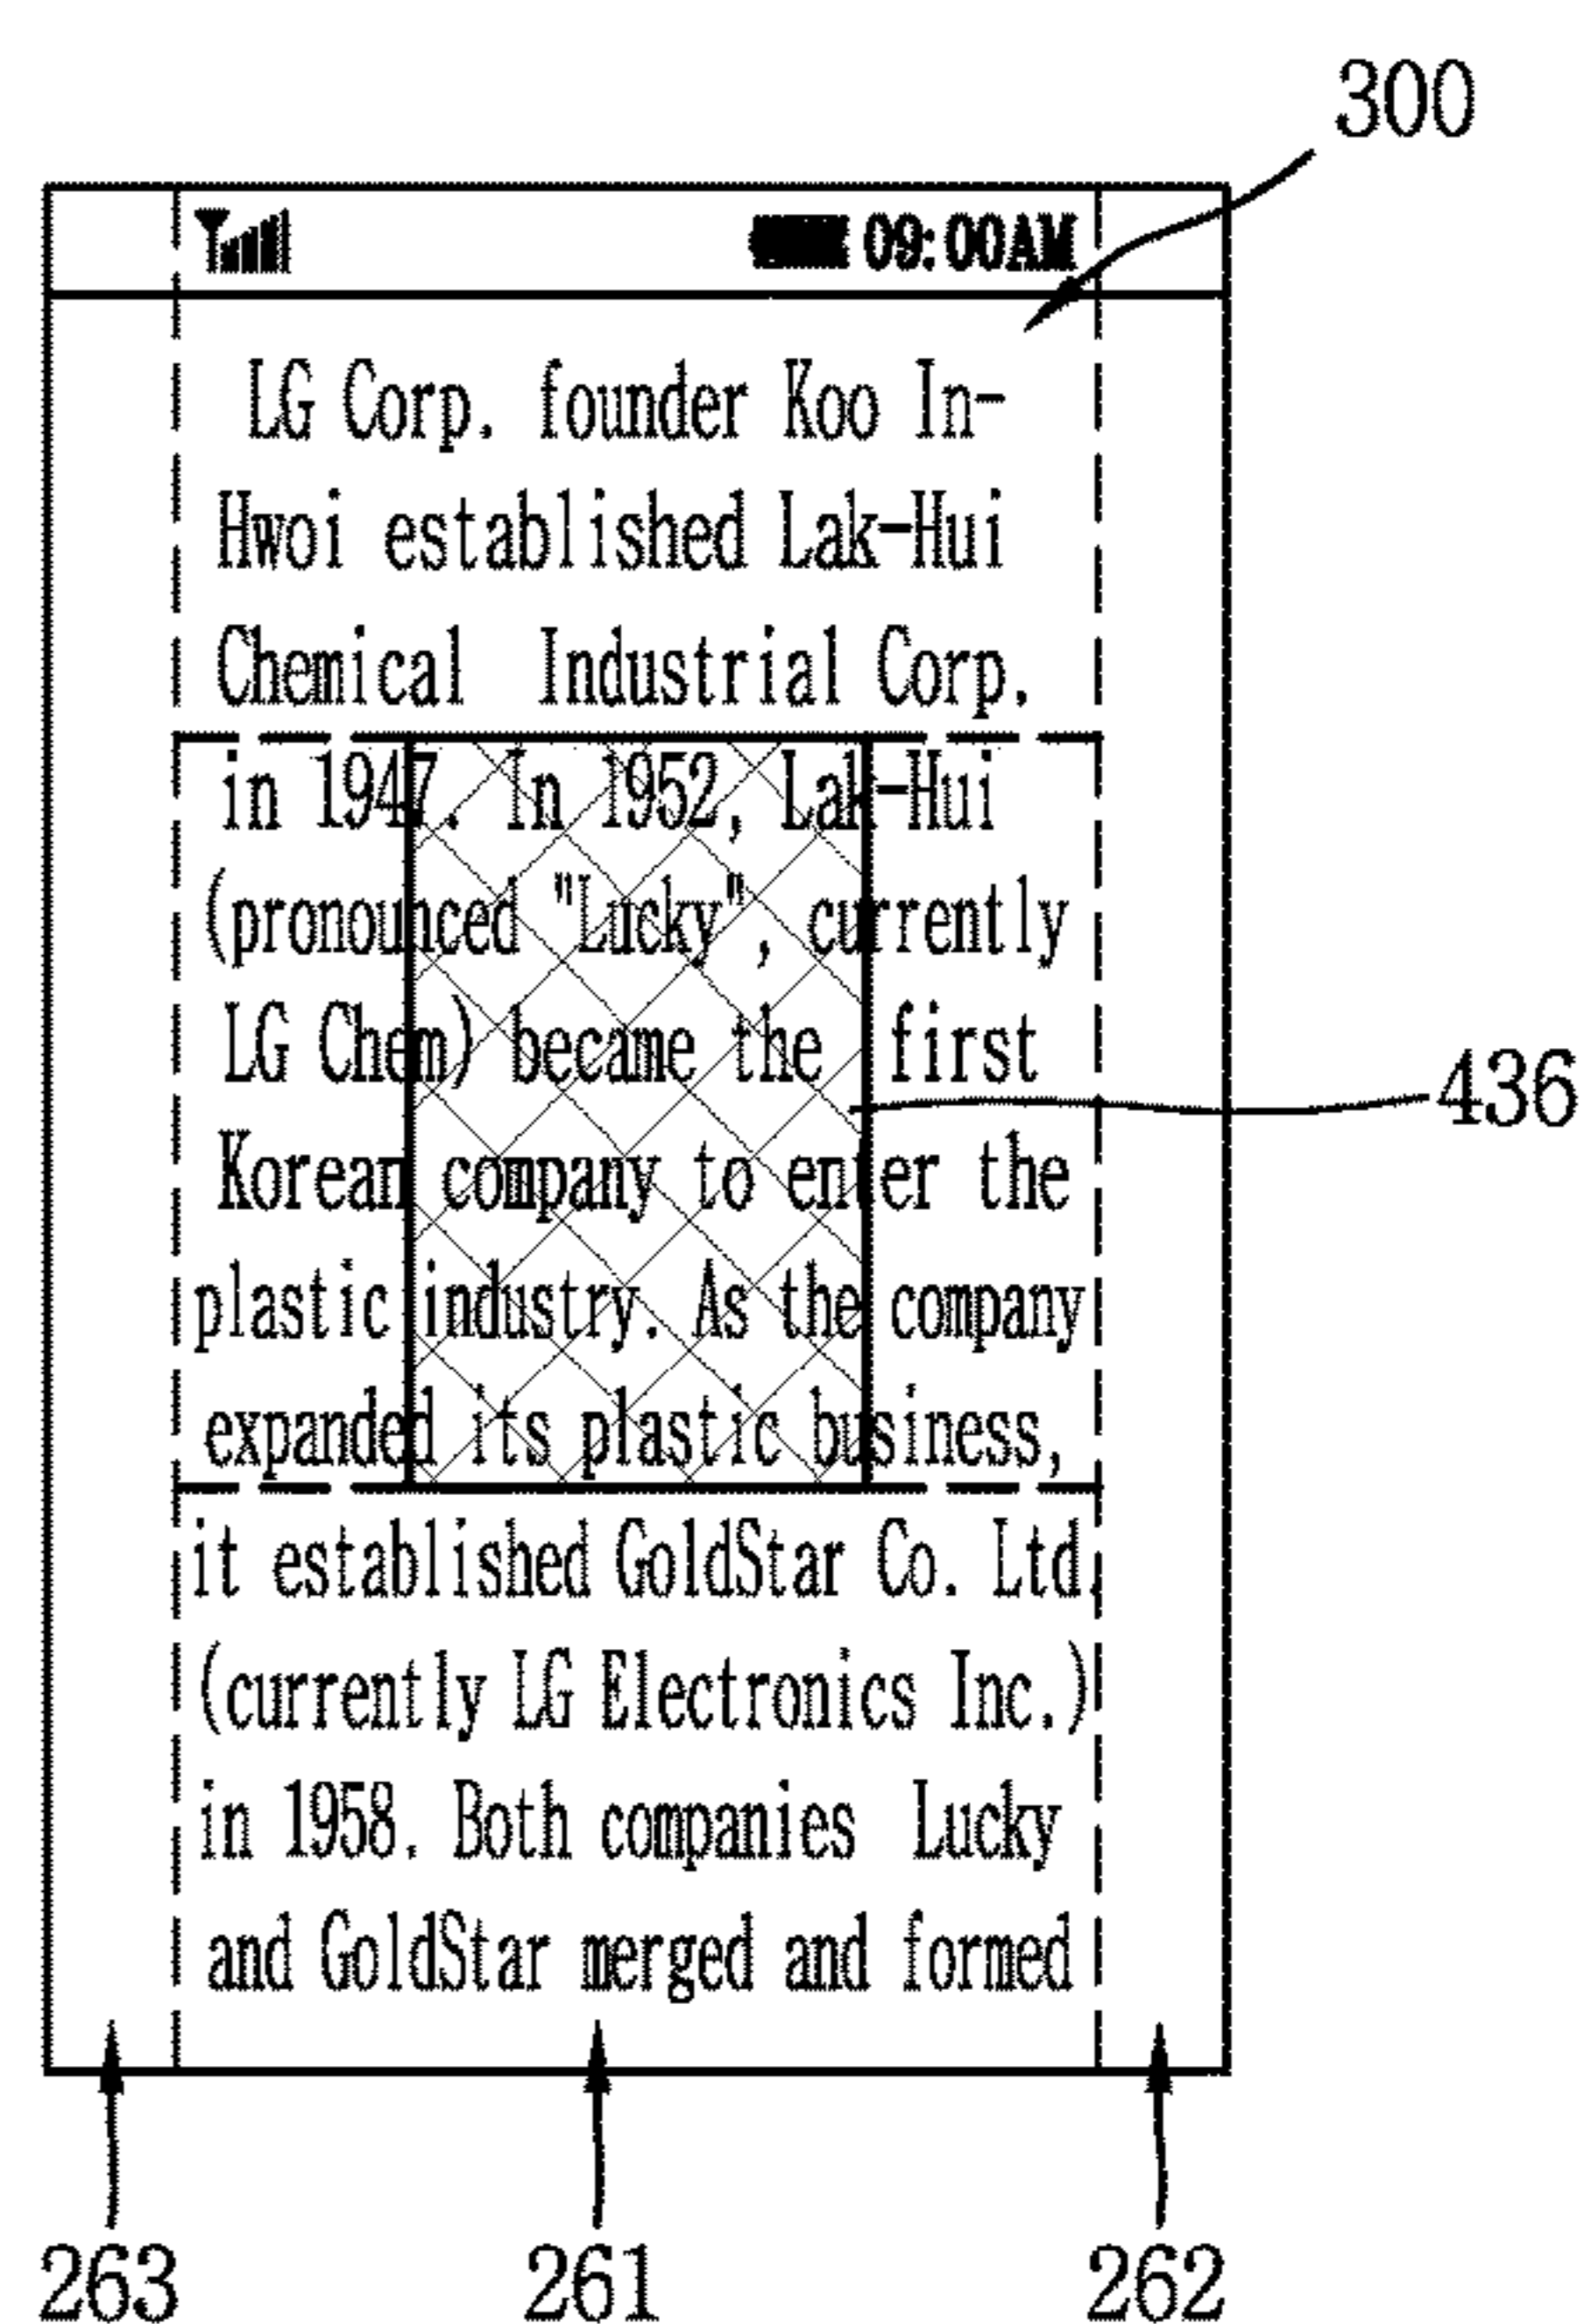 300
09:00AM
LG Corp. founder Koo In-
Hwoi established Lak-Hui
Chemical Industrial Corp.
in 1947. In 1952, Lak-Hui
(pronounced "Lucky", currently
LG Chem) became the first
436
Korean company to enter the
plastic industry. As the company
expanded its plastic business,
it established GoldStar Co. Ltd.
(currently LG Electronics Inc.)
in 1958. Both companies Lucky
and GoldStar merged and formed
263 261 262